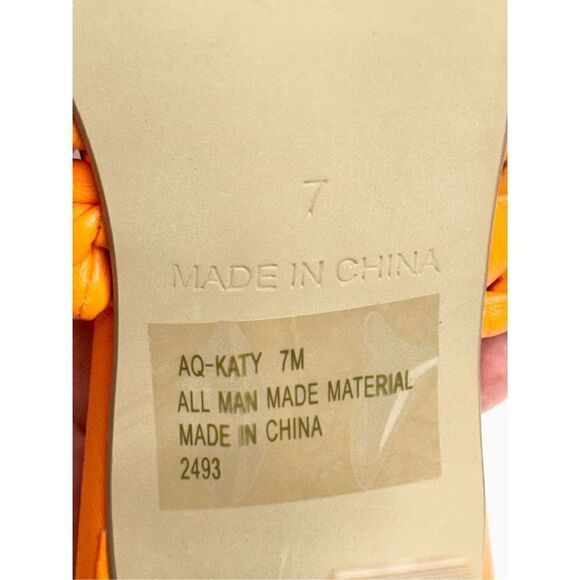 7
MADE IN CHINA
AQ-KATY 7M
ALL MAN MADE MATERIAL
MADE IN CHINA
2493